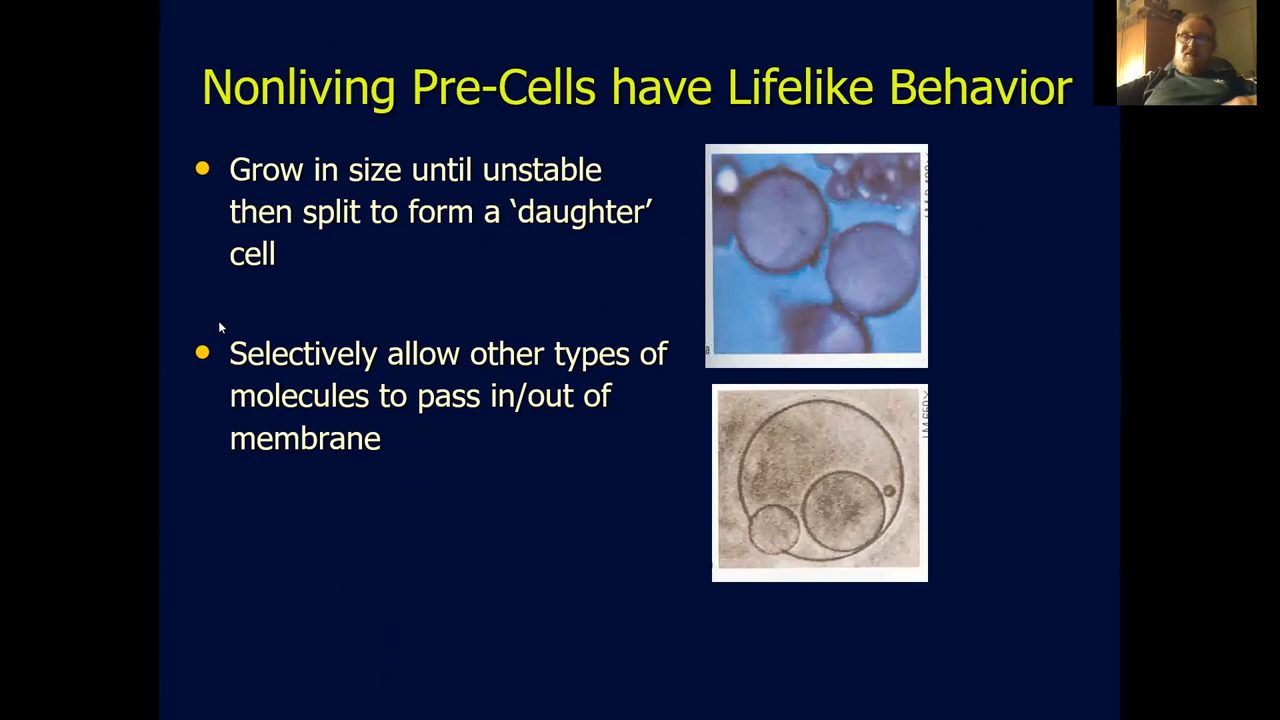 Nonliving Pre-Cells have Lifelike Behavior
Grow in size until unstable
then split to form a ‘daughter’
cell
Selectively allow other types of
molecules to pass in/out of
membrane